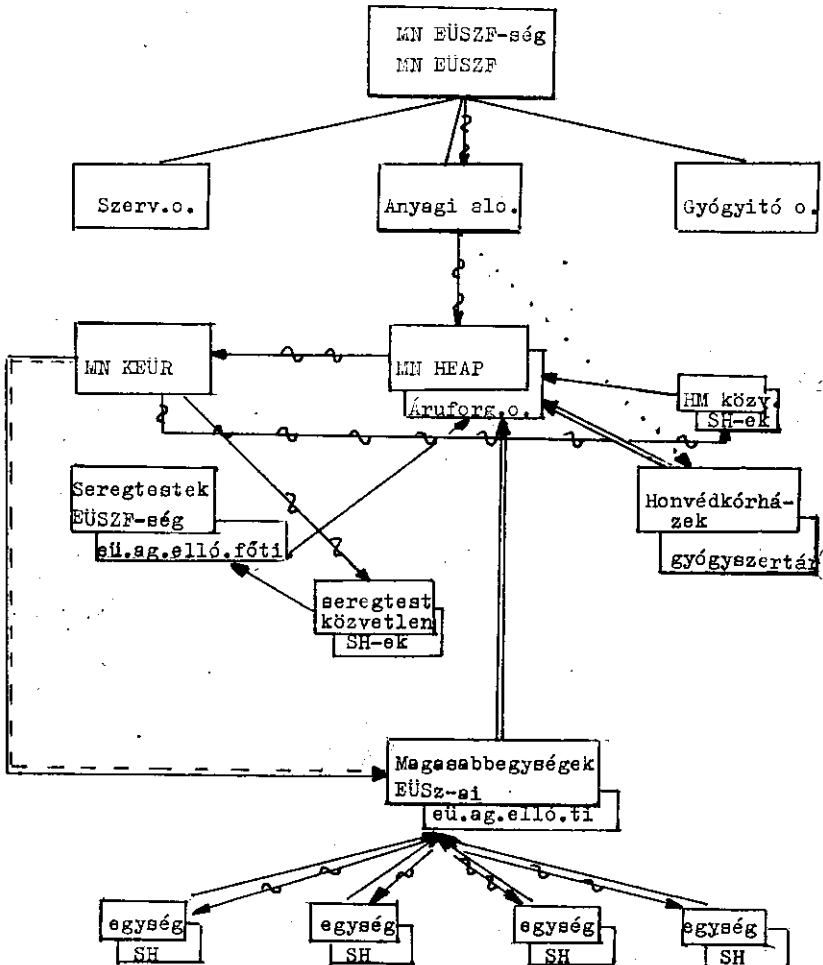 MN EÜSZF-ség
MN EÜSZF
Szerv.o.
Anyagi alo.
Gyógyitó o.
MN KEÜR
MN HEAP
Áruforg.o.
HM közv.
SH-ek
Seregtestek
EÜSZF-ség
eü.ag.elló.főti
Honvédkórhá-
zek
gyógyszertár
seregtest
közvetlen
SH-ek
Magasabbegységek
EÜSz-ai
eü.ag.elló.ti
egység
SH
egység
SH
egység
SH
egység
SH